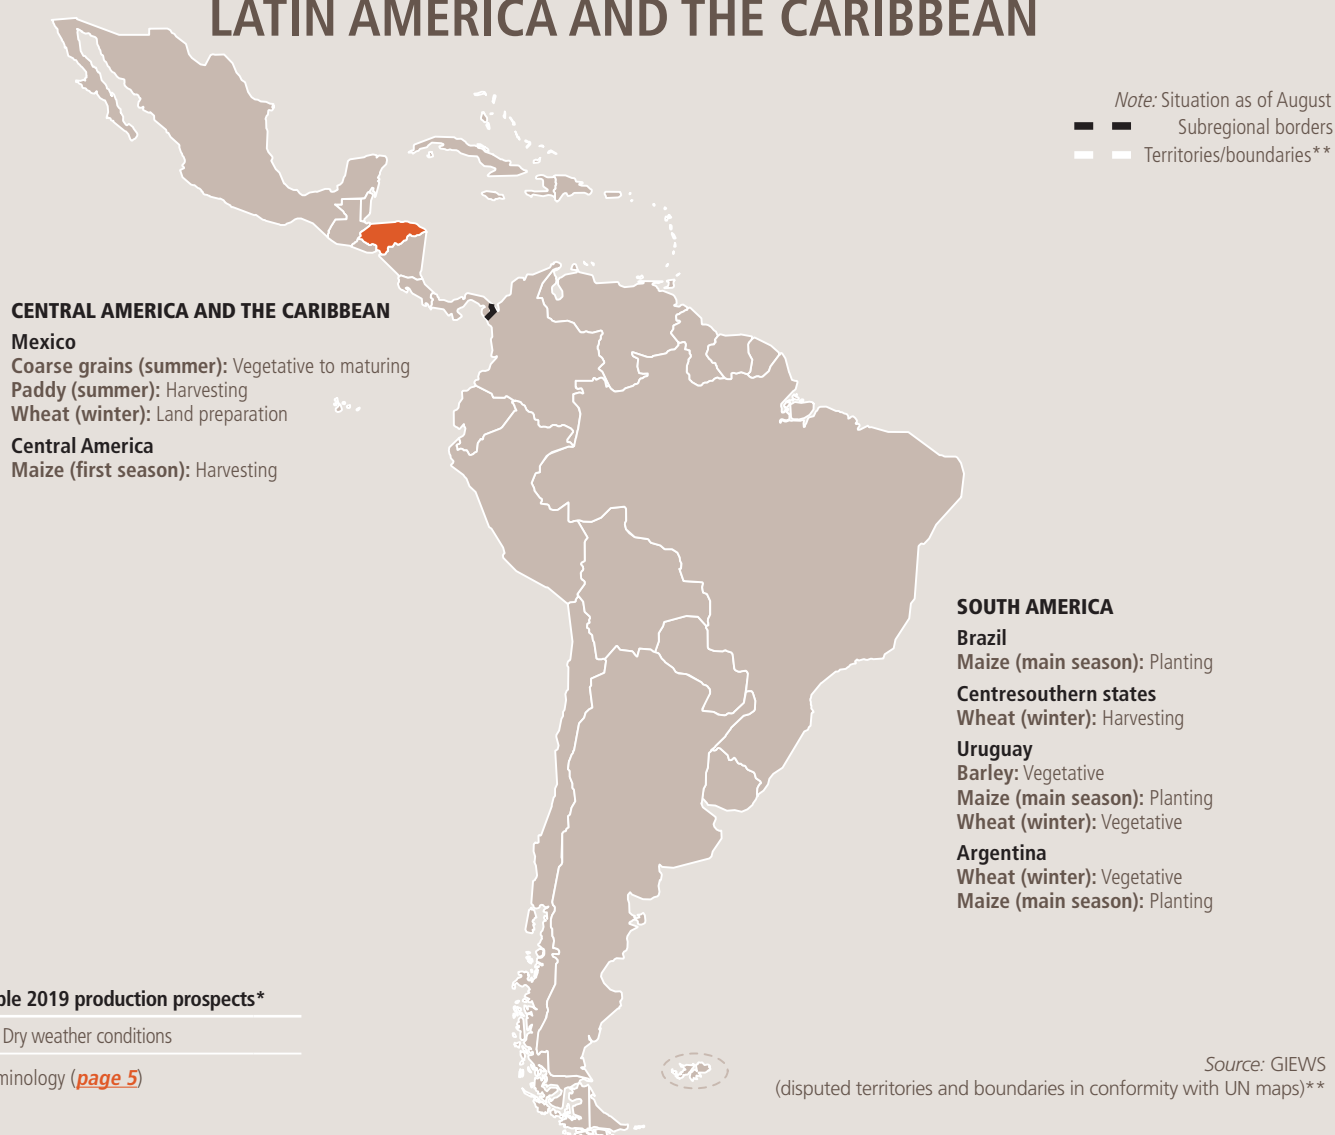 LATIN AMERICA AND THE CARIBBEAN
Note: Situation as of August
Subregional borders
Territories/boundaries**
CENTRAL AMERICA AND THE CARIBBEAN
Mexico
Coarse grains (summer): Vegetative to maturing
Paddy (summer): Harvesting
Wheat (winter): Land preparation
Central America
Maize (first season): Harvesting
SOUTH AMERICA
Brazil
Maize (main season): Planting
Centresouthern states
Wheat (winter): Harvesting
Uruguay
Barley: Vegetative
Maize (main season): Planting
Wheat (winter): Vegetative
Argentina
Wheat (winter): Vegetative
Maize (main season): Planting
2019 production prospects*
Dry weather conditions
(page 5)
Source: GIEWS
(disputed territories and boundaries in conformity with UN maps)**